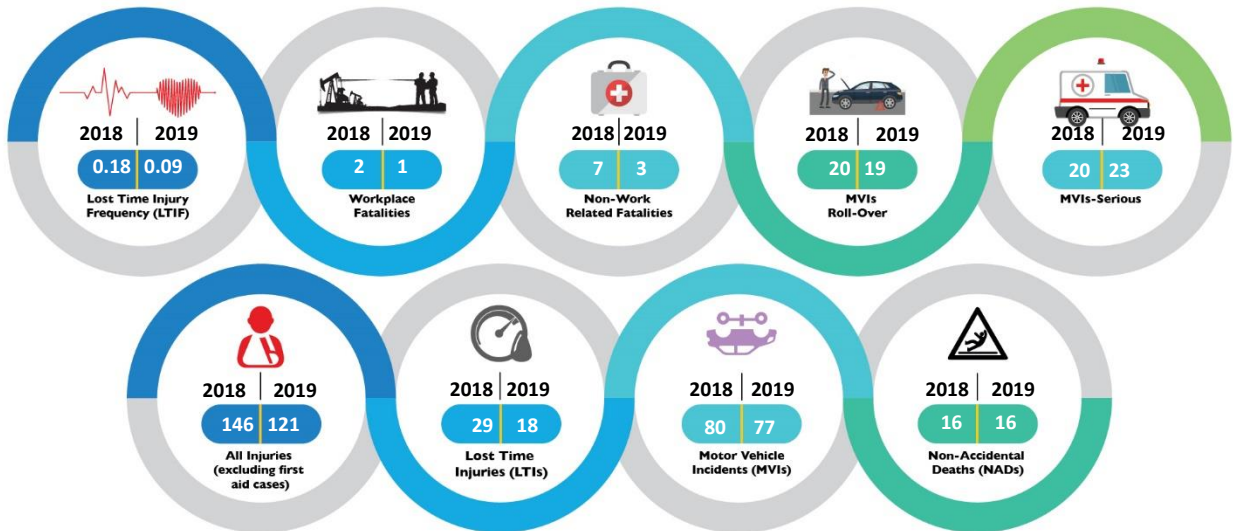 2018 2019
0.18 0.09
Lost Time Injury
Frequency (LTIF)
2018 2019
2 1
Workplace
Fatalities
2018 2019
7 3
Non-Work
Related Fatalities
2018 2019
20 19
MVIs
Roll-Over
2018 2019
20 23
MVIs-Serious
2018 2019
146 121
All Injuries
(excluding first
aid cases)
2018 2019
29 18
Lost Time
Injuries (LTIs)
2018 2019
80 77
Motor Vehicle
Incidents (MVIs)
2018 2019
16 16
Non-Accidental
Deaths (NADs)